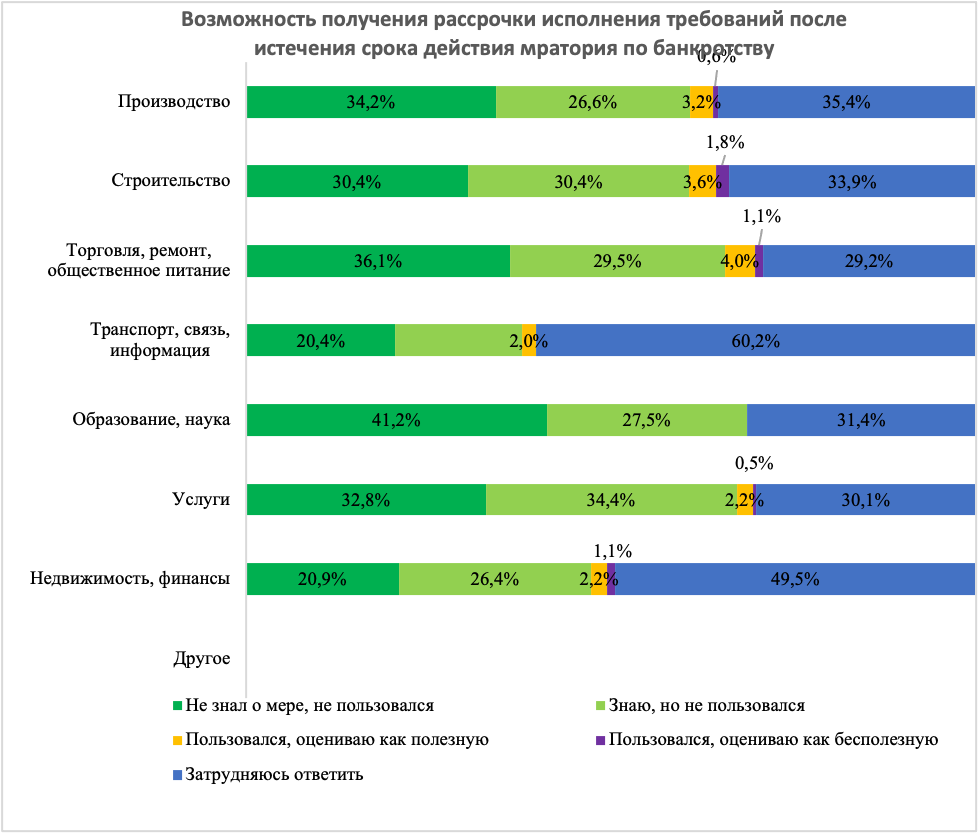 Возможность получения рассрочки исполнения требований после
истечения срока действия мратория по банкротству
0,6%
Производство
34,2%
26,6%
3,2%
35,4%
1,8%
Строительство
30,4%
30,4%
3,6%
33,9%
1,1%
Торговля, ремонт,
общественное питание
36,1%
29,5%
4,0%
29,2%
Транспорт, связь,
информация
20,4%
2,0%
60,2%
Образование, наука
41,2%
27,5%
31,4%
0,5%
Услуги
32,8%
34,4%
2,2%
30,1%
1,1%
Недвижимость, финансы
20,9%
26,4%
2,2%
49,5%
Другое
Не знал о мере, не пользовался
Знаю, но не пользовался
Пользовался, оцениваю как полезную
Пользовался, оцениваю как бесполезную
Затрудняюсь ответить